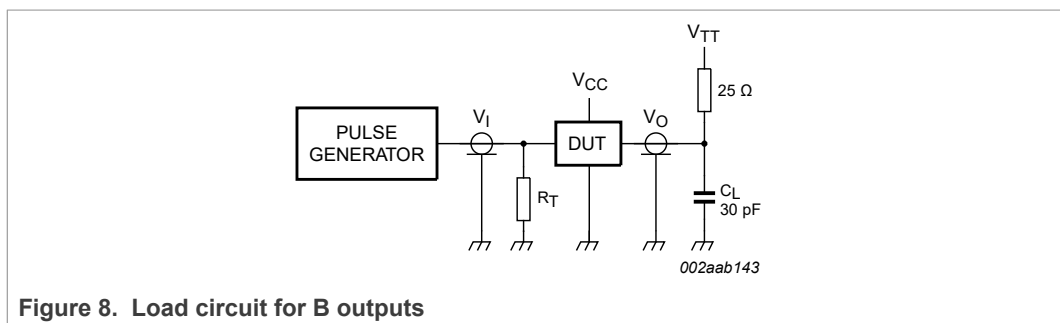 VTT
25 Ω
VCC
VI
VO
PULSE
GENERATOR
DUT
RT
CL
30 pF
002aab143
Figure 8. Load circuit for B outputs